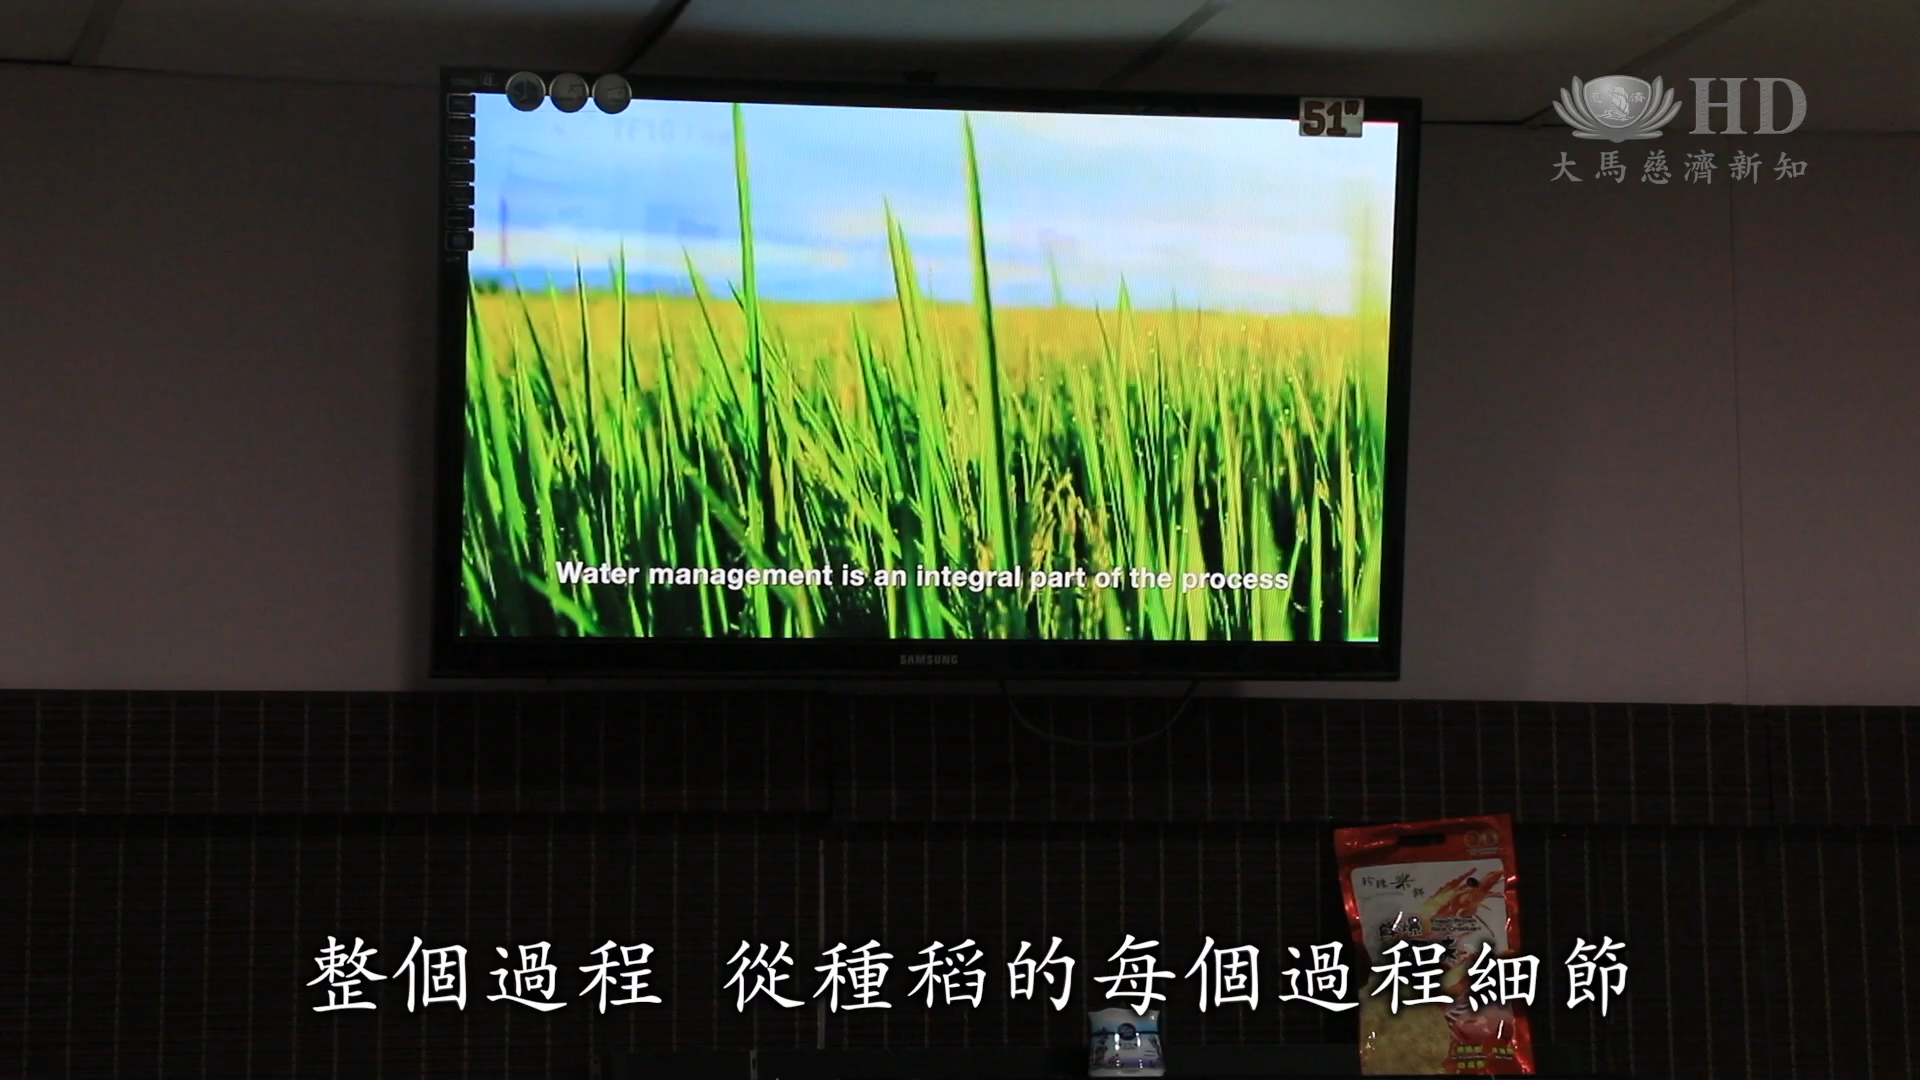 HD
大馬慈濟新知
51"
Water management is an integral part of the process
SAMSUNG
整個過程 從種稻的每個過程細節